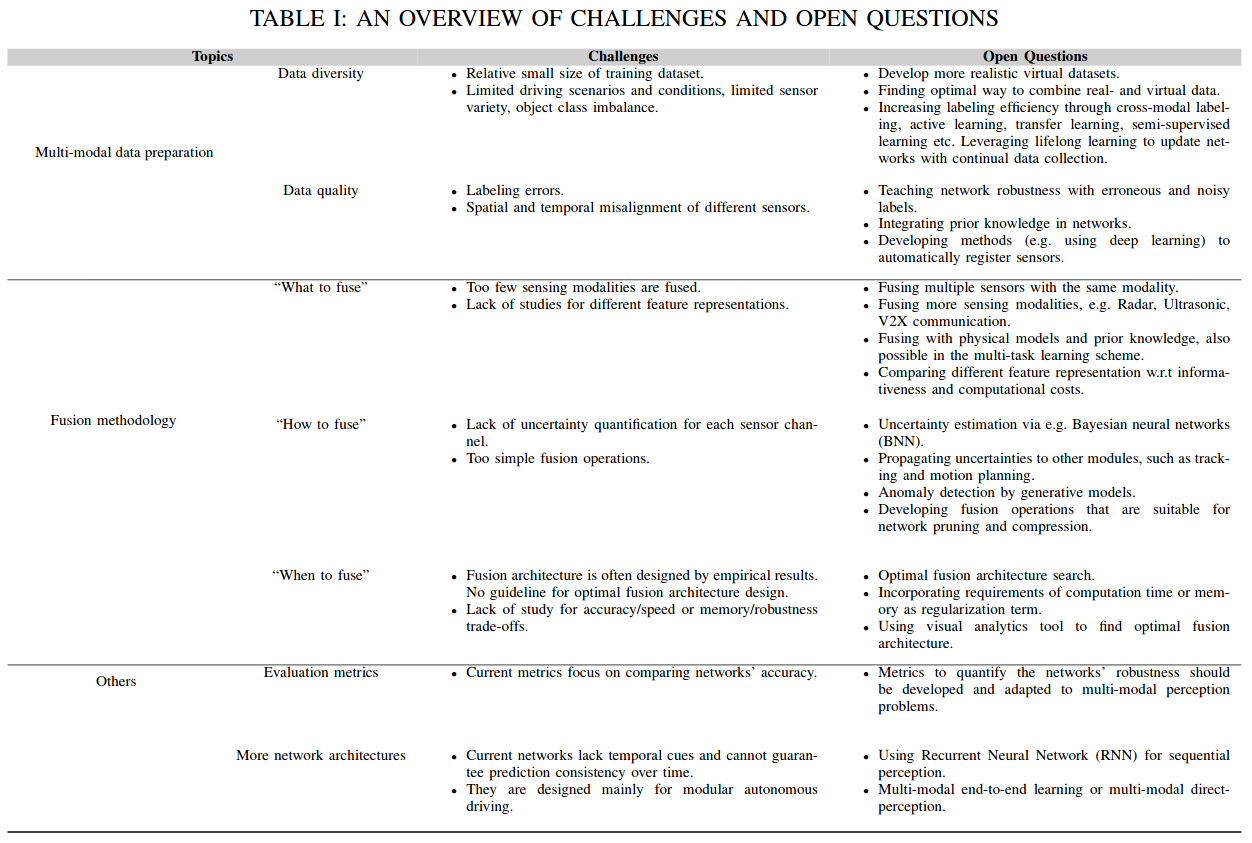 TABLE I: AN OVERVIEW OF CHALLENGES AND OPEN QUESTIONS
Topics Challenges Open Questions
Multi-modal data preparation
Data diversity
• Relative small size of training dataset.
• Limited driving scenarios and conditions, limited sensor
variety, object class imbalance.
• Develop more realistic virtual datasets.
• Finding optimal way to combine real- and virtual data.
• Increasing labeling efficiency through cross-modal label-
ing, active learning, transfer learning, semi-supervised
learning etc. Leveraging lifelong learning to update net-
works with continual data collection.
Data quality
• Labeling errors.
• Spatial and temporal misalignment of different sensors.
• Teaching network robustness with erroneous and noisy
labels.
• Integrating prior knowledge in networks.
• Developing methods (e.g. using deep learning) to
automatically register sensors.
Fusion methodology
“What to fuse”
• Too few sensing modalities are fused.
• Lack of studies for different feature representations.
• Fusing multiple sensors with the same modality.
• Fusing more sensing modalities, e.g. Radar, Ultrasonic,
V2X communication.
• Fusing with physical models and prior knowledge, also
possible in the multi-task learning scheme.
• Comparing different feature representation w.r.t informa-
tiveness and computational costs.
“How to fuse”
• Lack of uncertainty quantification for each sensor chan-
nel.
• Too simple fusion operations.
• Uncertainty estimation via e.g. Bayesian neural networks
(BNN).
• Propagating uncertainties to other modules, such as track-
ing and motion planning.
• Anomaly detection by generative models.
• Developing fusion operations that are suitable for
network pruning and compression.
“When to fuse”
• Fusion architecture is often designed by empirical results.
No guideline for optimal fusion architecture design.
• Lack of study for accuracy/speed or memory/robustness
trade-offs.
• Optimal fusion architecture search.
• Incorporating requirements of computation time or mem-
ory as regularization term.
• Using visual analytics tool to find optimal fusion
architecture.
Others
Evaluation metrics
• Current metrics focus on comparing networks’ accuracy.
• Metrics to quantify the networks’ robustness should
be developed and adapted to multi-modal perception
problems.
More network architectures
• Current networks lack temporal cues and cannot guaran-
tee prediction consistency over time.
• They are designed mainly for modular autonomous
driving.
• Using Recurrent Neural Network (RNN) for sequential
perception.
• Multi-modal end-to-end learning or multi-modal direct-
perception.